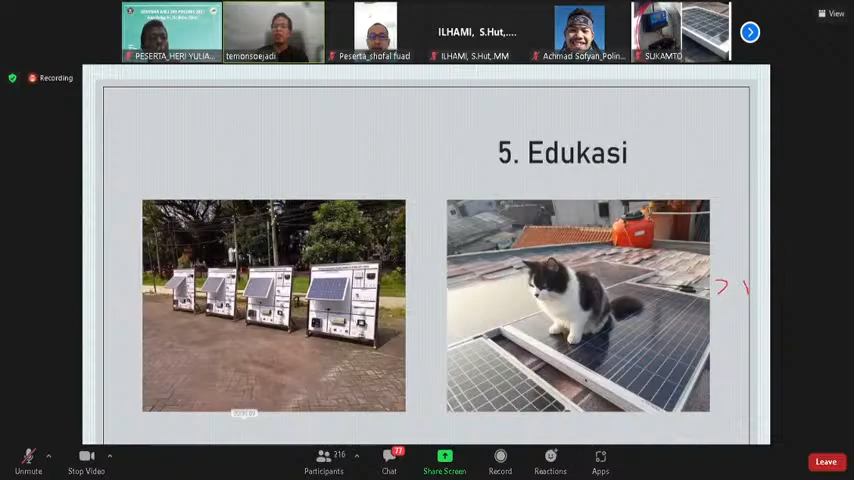 View
PESERTA_HERI YULIA...
temonsoejadi
Peserta_shofal fuad
ILHAMI, S.Hut,....
ILHAMI, S.Hut,.MM
Achmad Sofyan_Polin...
SUKAMTO
Recording
5. Edukasi
Unmute
Stop Video
216
Participants
77
Chat
Share Screen
Record
Reactions
Apps
Leave